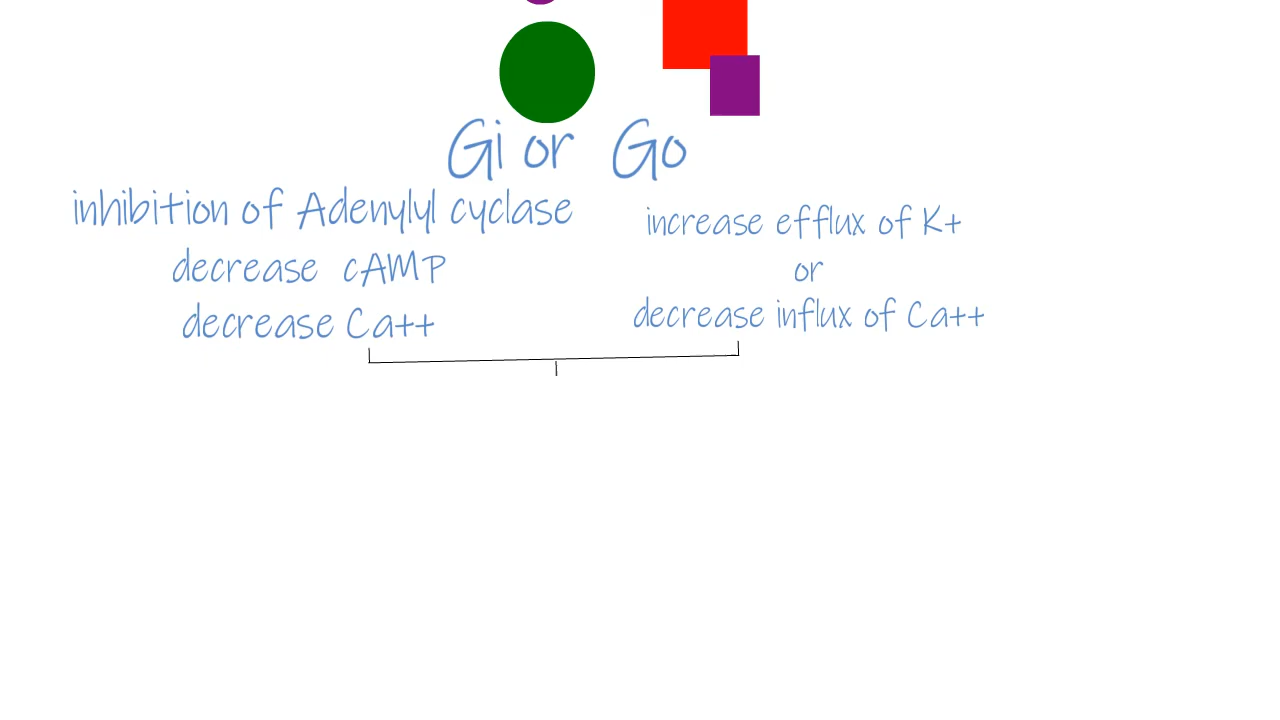 Gi or Go
inhibition of Adenylyl cyclase
decrease cAMP
decrease Ca++
increase efflux of K+
or
decrease influx of Ca++